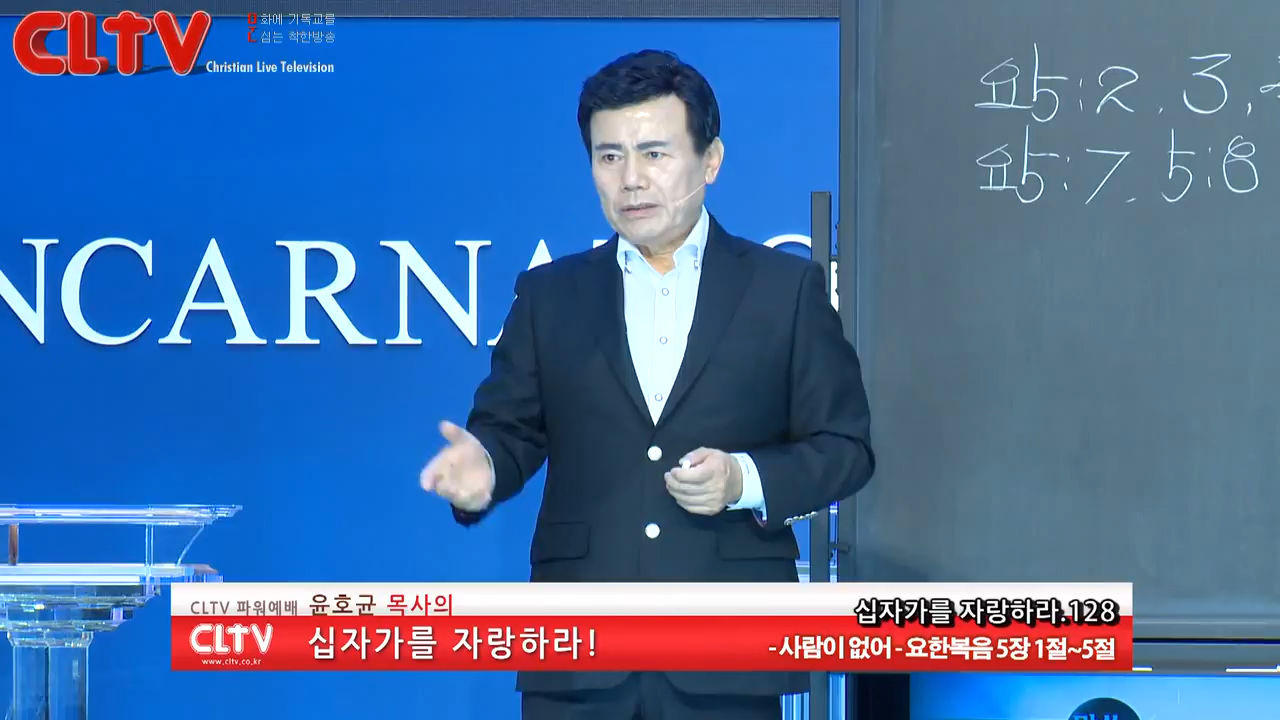 CLTV
문화에 기독교를
심는 착한방송
Christian Live Television
요5:2, 3,
요5:7, 5:8
NCARNA
CLTV 파워예배 윤호균 목사의
십자가를 자랑하라.128
CLTV
www.cltv.co.kr
십자가를 자랑하라!
- 사람이 없어 - 요한복음 5장 1절~5절